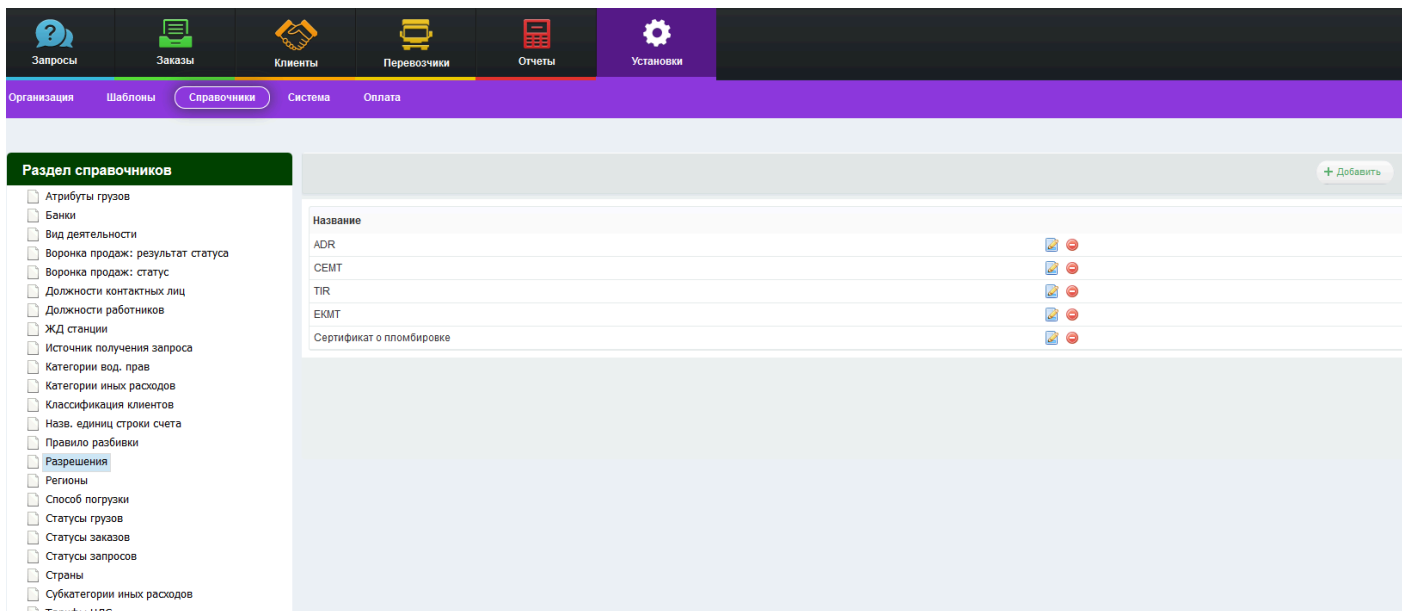 Запросы
Заказы
Клиенты
Перевозчики
Отчеты
Установки
Организация
Шаблоны
Справочники
Система
Оплата
Раздел справочников
+ Добавить
Атрибуты грузов
Банки
Вид деятельности
Воронка продаж: результат статуса
Воронка продаж: статус
Должности контактных лиц
Должности работников
ЖД станции
Источник получения запроса
Категории вод. прав
Категории иных расходов
Классификация клиентов
Назв. единиц строки счета
Правило разбивки
Разрешения
Регионы
Способ погрузки
Статусы грузов
Статусы заказов
Статусы запросов
Страны
Субкатегории иных расходов
Название
ADR
CEMT
TIR
ЕКМТ
Сертификат о пломбировке